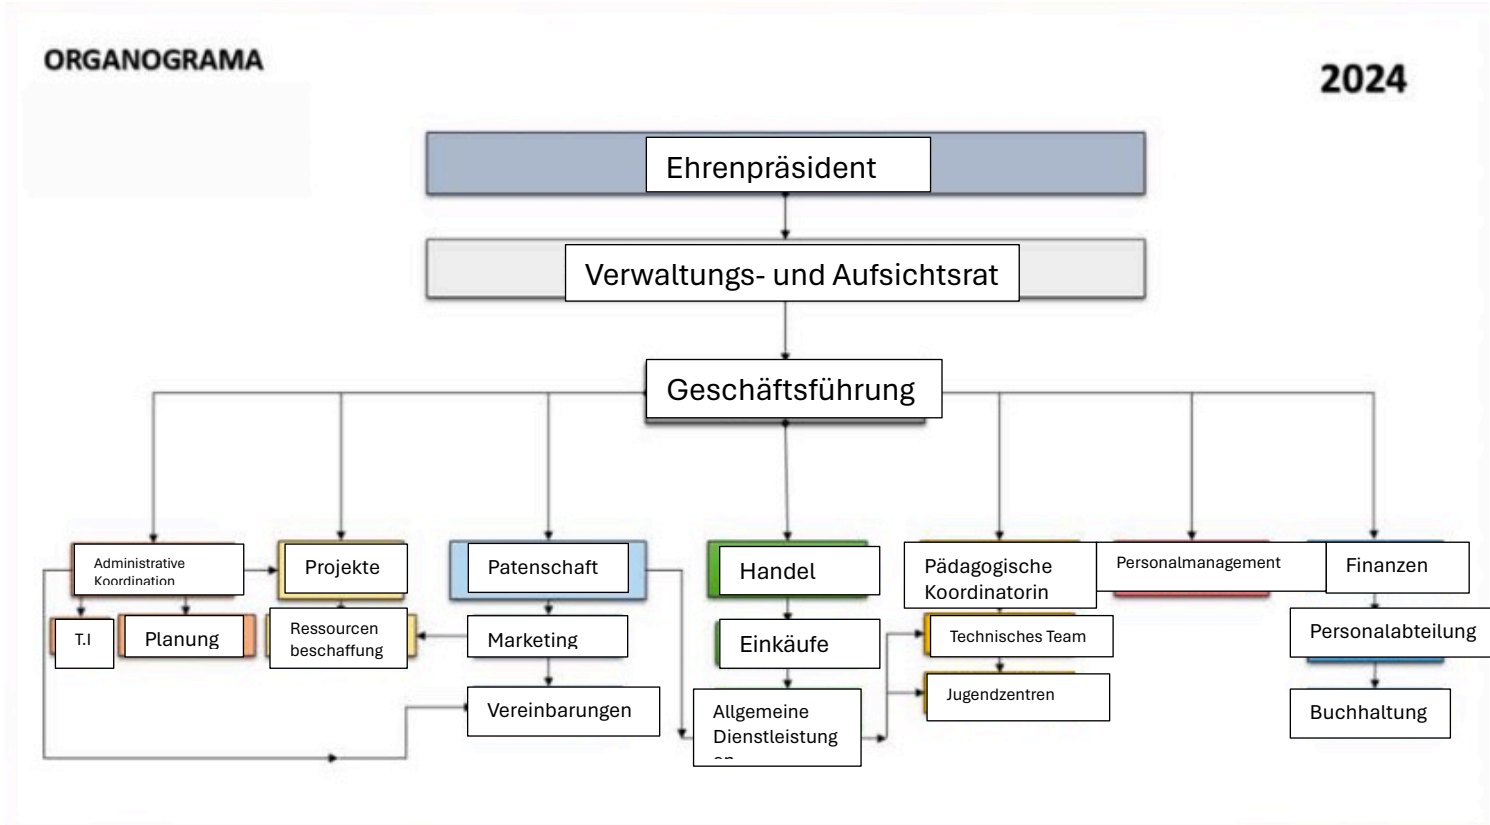 ORGANOGRAMA
2024
Ehrenpräsident
Verwaltungs- und Aufsichtsrat
Geschäftsführung
Administrative
Koordination
Projekte
Patenschaft
Handel
Pädagogische
Koordinatorin
Personalmanagement
Finanzen
T.I
Planung
Ressourcen
beschaffung
Marketing
Einkäufe
Technisches Team
Personalabteilung
Vereinbarungen
Allgemeine
Dienstleistung
en
Jugendzentren
Buchhaltung